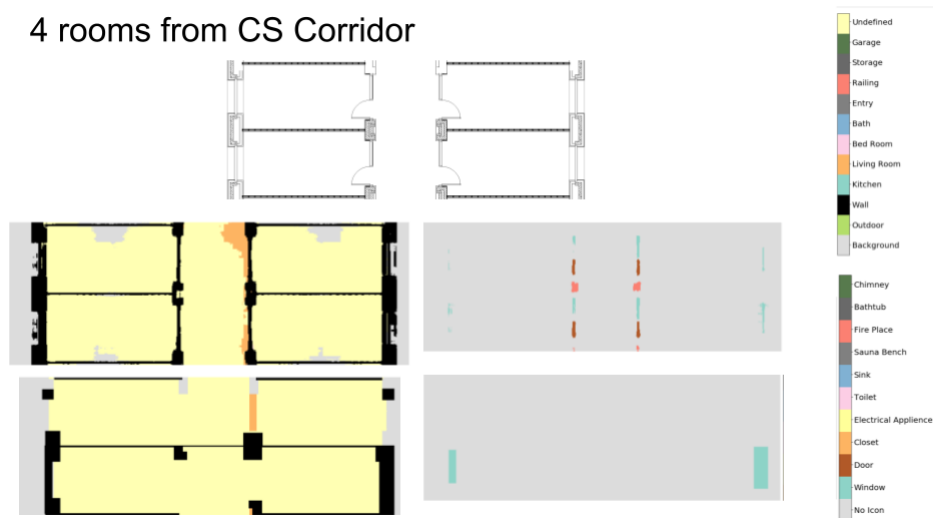 4 rooms from CS Corridor
Undefined
Garage
Storage
Railing
Entry
Bath
Bed Room
Living Room
Kitchen
Wall
Outdoor
Background
Chimney
Bathtub
Fire Place
Sauna Bench
Sink
Toilet
Electrical Applience
Closet
Door
Window
No Icon